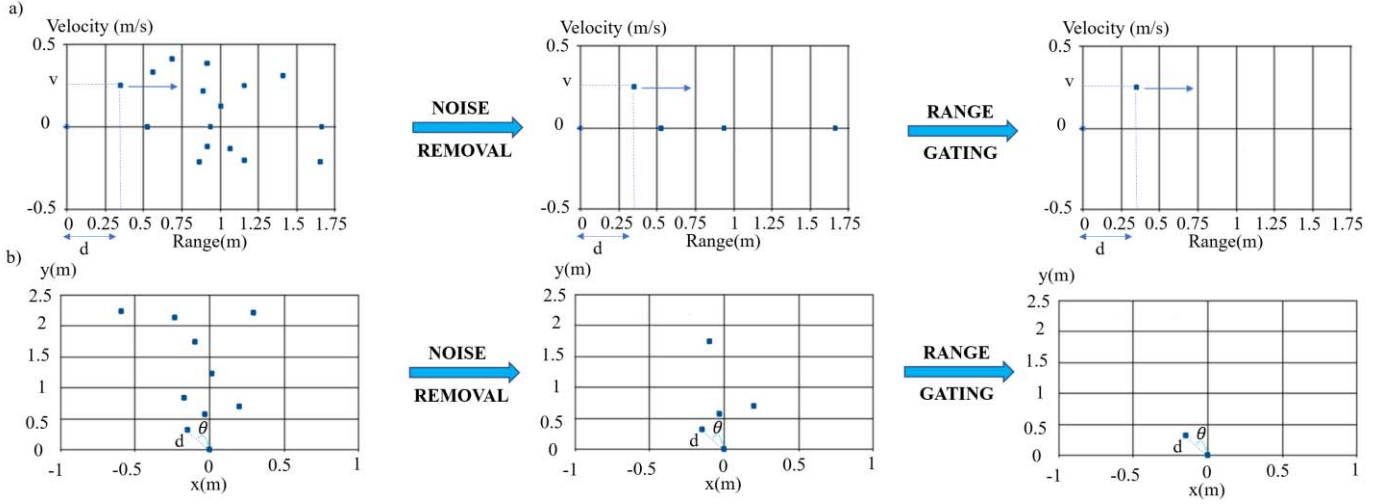 a)
Velocity (m/s)
0.5
v
0
-0.5
0 0.25 0.5 0.75 1 1.25 1.5 1.75
d
Range(m)
NOISE
REMOVAL
Velocity (m/s)
0.5
v
0
-0.5
0 0.25 0.5 0.75 1 1.25 1.5 1.75
d
Range(m)
RANGE
GATING
Velocity (m/s)
0.5
v
0
-0.5
0 0.25 0.5 0.75 1 1.25 1.5 1.75
d
Range(m)
b)
y(m)
2.5
2
1.5
1
0.5
0
d θ
-1 -0.5 0 0.5 1
x(m)
NOISE
REMOVAL
y(m)
2.5
2
1.5
1
0.5
0
d θ
-1 -0.5 0 0.5 1
x(m)
RANGE
GATING
y(m)
2.5
2
1.5
1
0.5
0
d θ
-1 -0.5 0 0.5 1
x(m)